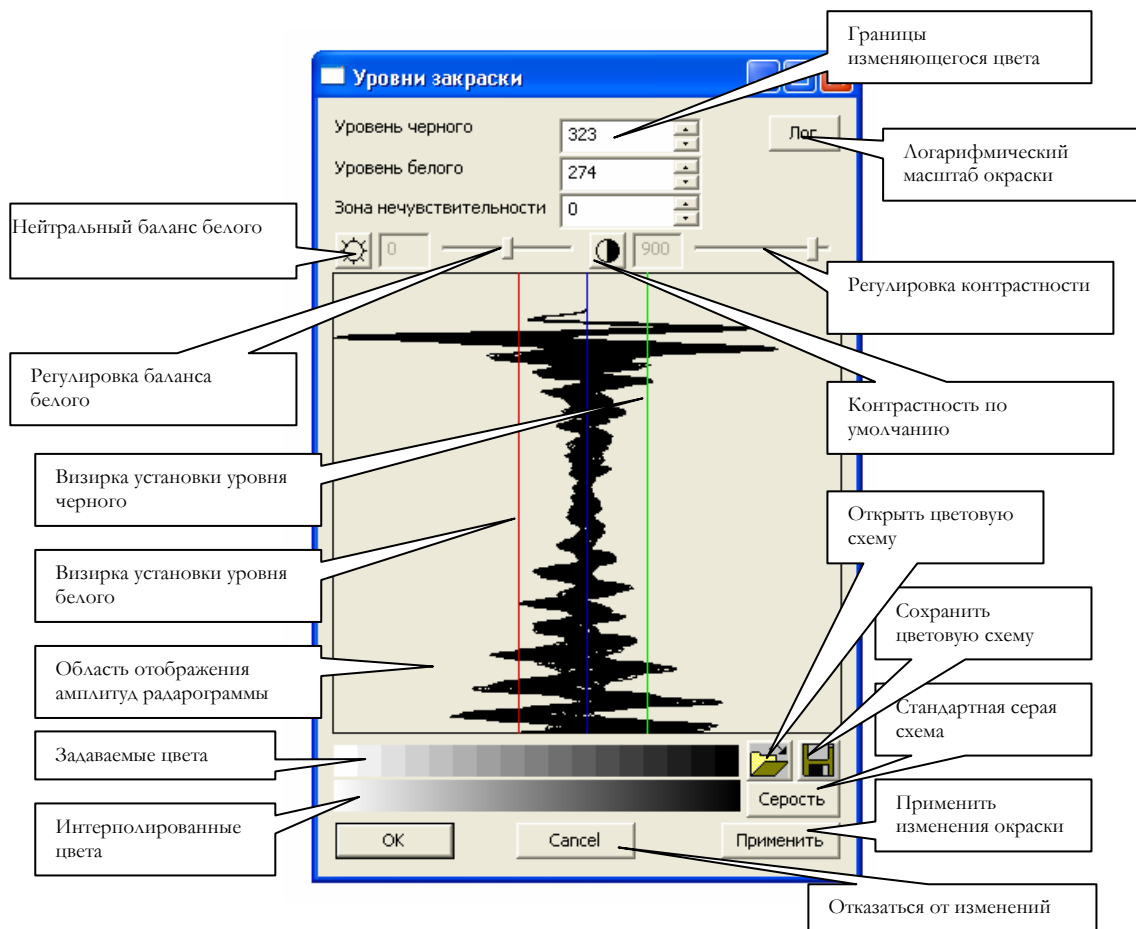 Границы
изменяющегося цвета
Уровни закраски
Уровень черного
323
Лог
Уровень белого
274
Логарифмический
масштаб окраски
Зона нечувствительности
0
Нейтральный баланс белого
0
900
Регулировка контрастности
Регулировка баланса
белого
Контрастность по
умолчанию
Визирка установки уровня
черного
Открыть цветовую
схему
Визирка установки уровня
белого
Сохранить
цветовую схему
Область отображения
амплитуд радарограммы
Стандартная серая
схема
Задаваемые цвета
Серость
Применить
изменения окраски
Интерполированные
цвета
OK
Cancel
Применить
Отказаться от изменений